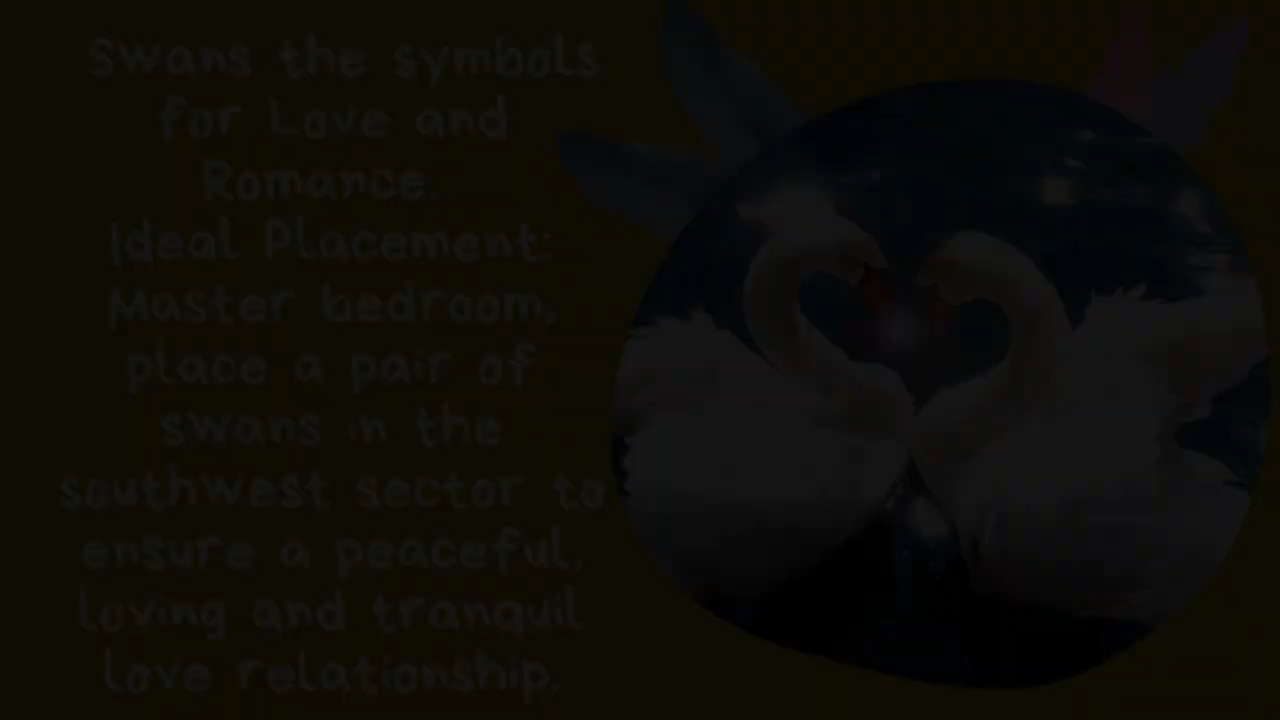 Swans the symbols
for Love and
Romance.
Ideal Placement:
Master bedroom,
place a pair of
swans in the
southwest sector to
ensure a peaceful,
loving and tranquil
love relationship.